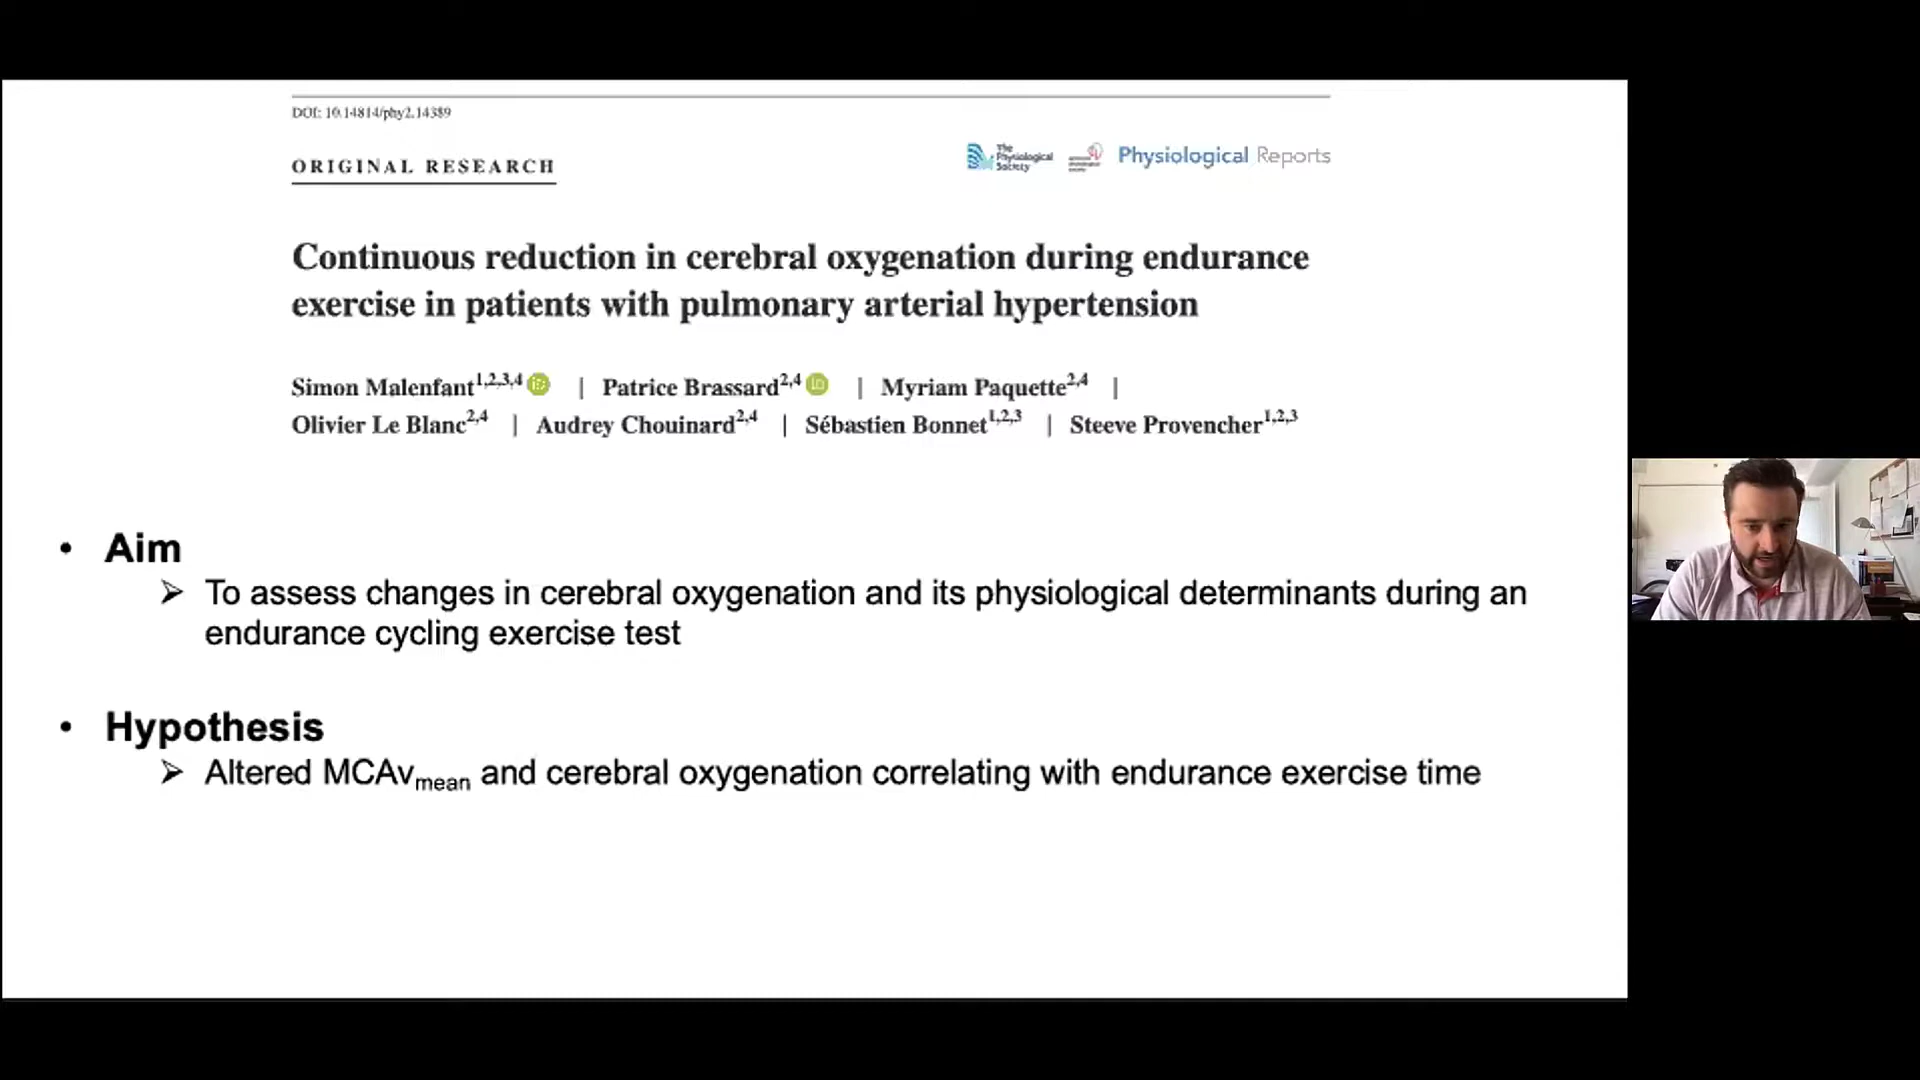 DOI: 10.14814/phy2.14389
ORIGINAL RESEARCH
The
Physiological
Society
Physiological Reports
Continuous reduction in cerebral oxygenation during endurance
exercise in patients with pulmonary arterial hypertension
Simon Malenfant1,2,3,4 | Patrice Brassard2,4 | Myriam Paquette2,4 |
Olivier Le Blanc2,4 | Audrey Chouinard2,4 | Sébastien Bonnet1,2,3 | Steeve Provencher1,2,3
• Aim
➢ To assess changes in cerebral oxygenation and its physiological determinants during an
endurance cycling exercise test
• Hypothesis
➢ Altered MCAvmean and cerebral oxygenation correlating with endurance exercise time